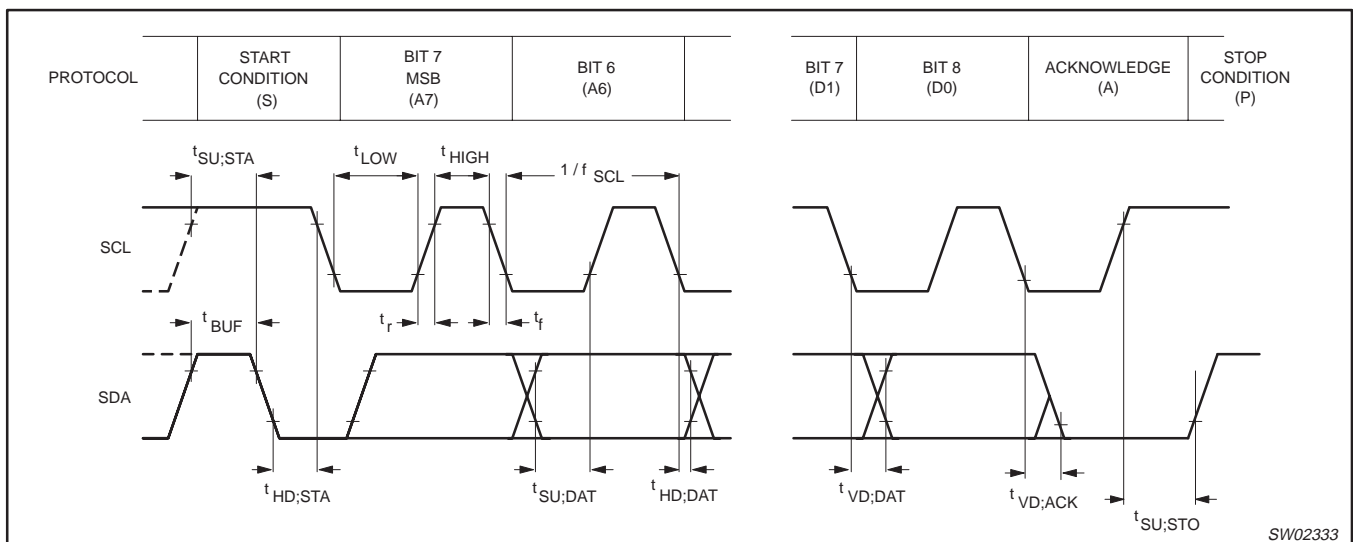 PROTOCOL
START
CONDITION
(S)
BIT 7
MSB
(A7)
BIT 6
(A6)
BIT 7
(D1)
BIT 8
(D0)
ACKNOWLEDGE
(A)
STOP
CONDITION
(P)
tSU;STA
tLOW
tHIGH
1 / fSCL
SCL
tBUF
tr
tf
SDA
tHD;STA
tSU;DAT
tHD;DAT
tVD;DAT
tVD;ACK
tSU;STO
SW02333